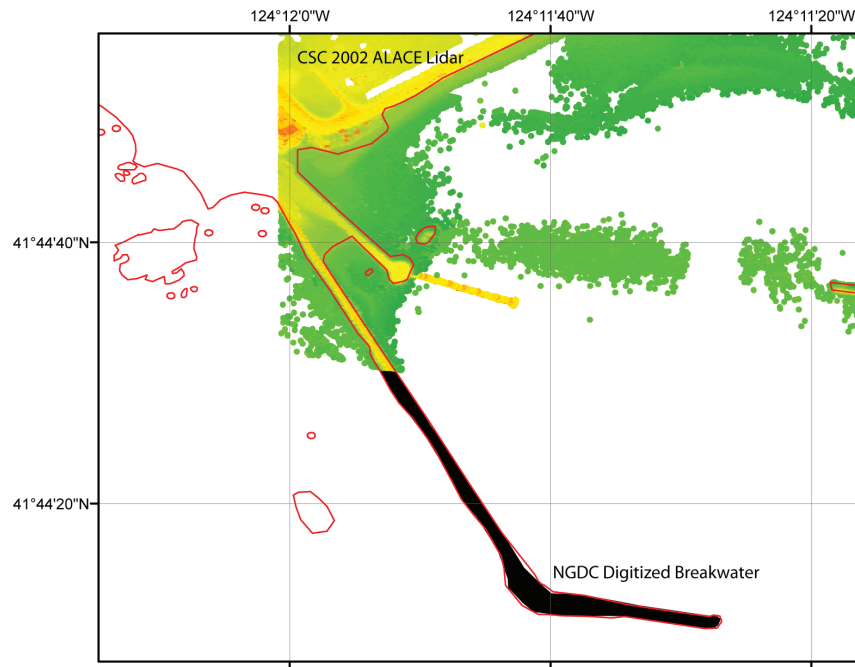 124°12'0"W 124°11'40"W 124°11'20"W
CSC 2002 ALACE Lidar
41°44'40"N
41°44'20"N
NGDC Digitized Breakwater